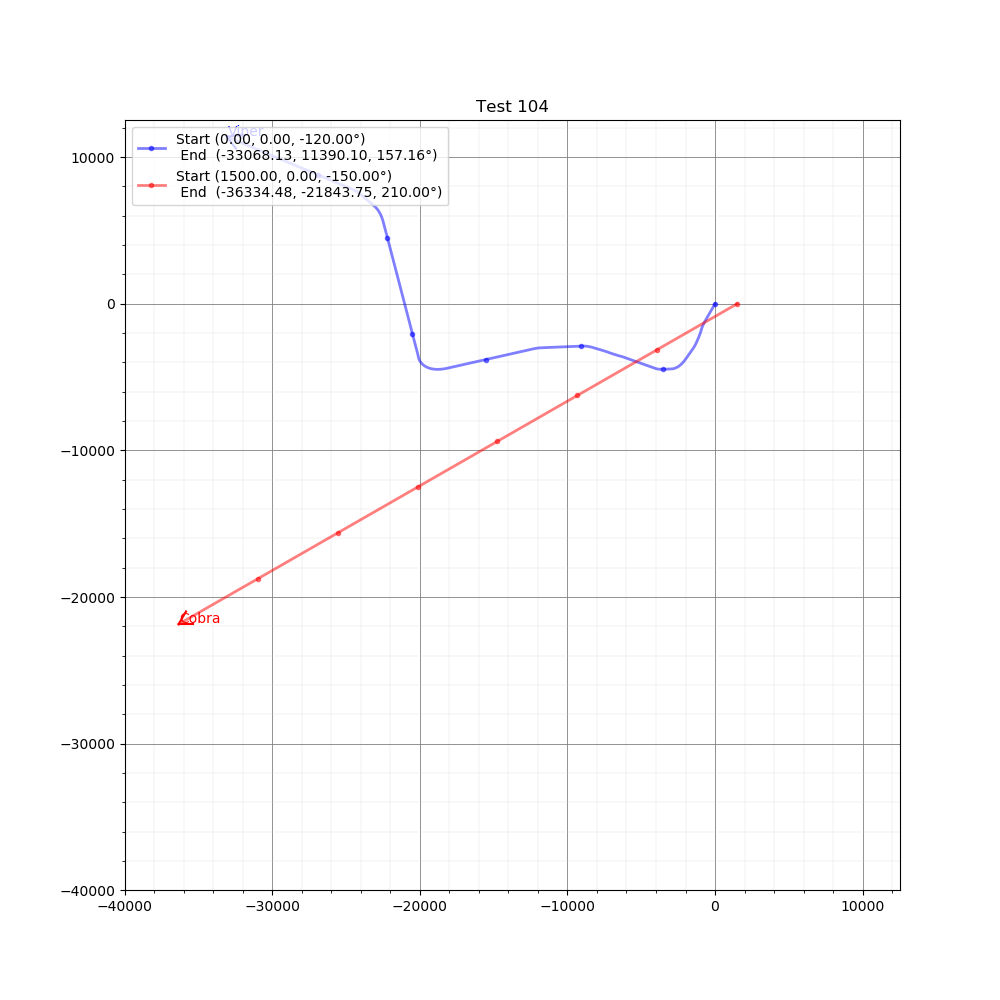 Test 104
Viper
Start (0.00, 0.00, -120.00°)
End (-33068.13, 11390.10, 157.16°)
Start (1500.00, 0.00, -150.00°)
End (-36334.48, -21843.75, 210.00°)
10000
0
−10000
−20000
−30000
−40000
Cobra
−40000 −30000 −20000 −10000 0 10000